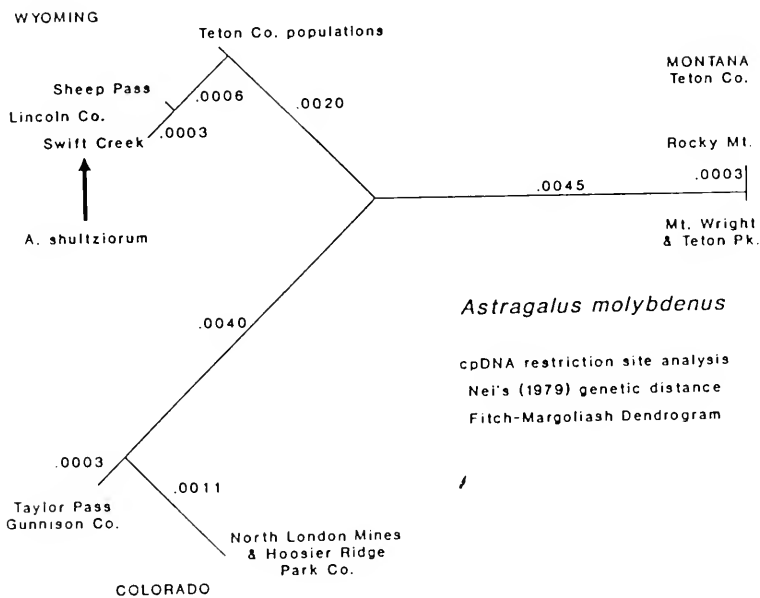 WYOMING
Teton Co. populations
MONTANA
Teton Co.
Sheep Pass
.0006
.0020
Lincoln Co.
Swift Creek
.0003
Rocky Mt.
.0003
.0045
Mt. Wright
& Teton Pk.
A. shultziorum
Astragalus molybdenus
.0040
cpDNA restriction site analysis
Nei's (1979) genetic distance
Fitch-Margoliash Dendrogram
.0003
.0011
Taylor Pass
Gunnison Co.
North London Mines
& Hoosier Ridge
Park Co.
COLORADO